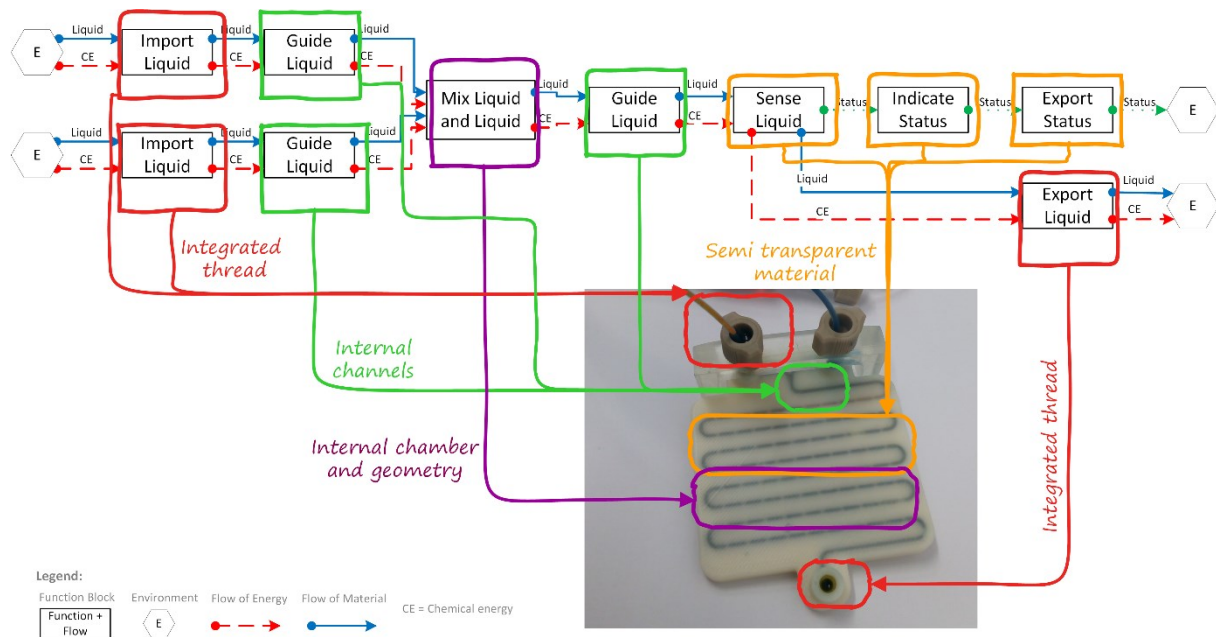 Liquid
Liquid
Liquid
E
Import
Liquid
Guide
Liquid
CE
CE
CE
Liquid
Liquid
Liquid
E
Import
Liquid
Guide
Liquid
CE
CE
CE
Mix Liquid
and Liquid
Liquid
CE
Guide
Liquid
Liquid
CE
Sense
Liquid
Status
Indicate
Status
Status
Export
Status
Status
E
Liquid
CE
Export
Liquid
Liquid
CE
E
Integrated
thread
Semi transparent
material
Internal
channels
Internal chamber
and geometry
Integrated thread
Legend:
Function Block
Environment
Flow of Energy
Flow of Material
CE = Chemical energy
Function +
Flow
E